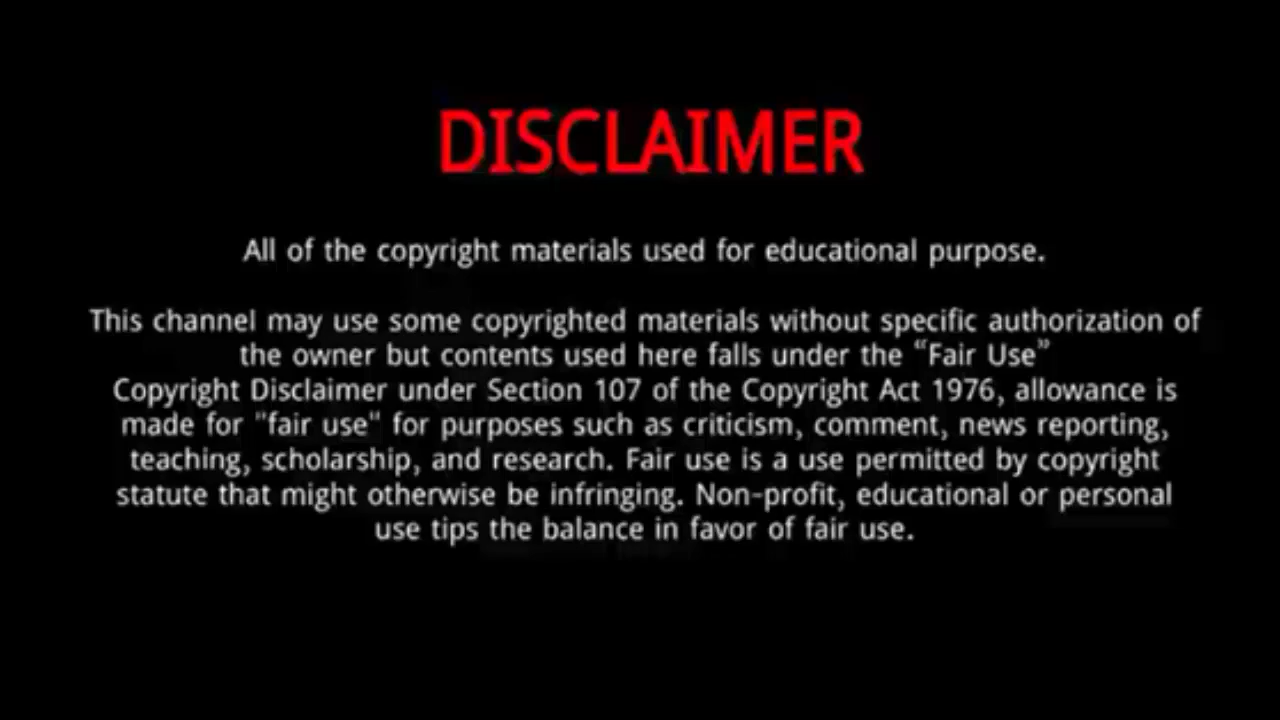 DISCLAIMER
All of the copyright materials used for educational purpose.
This channel may use some copyrighted materials without specific authorization of
the owner but contents used here falls under the “Fair Use”
Copyright Disclaimer under Section 107 of the Copyright Act 1976, allowance is
made for "fair use" for purposes such as criticism, comment, news reporting,
teaching, scholarship, and research. Fair use is a use permitted by copyright
statute that might otherwise be infringing. Non-profit, educational or personal
use tips the balance in favor of fair use.